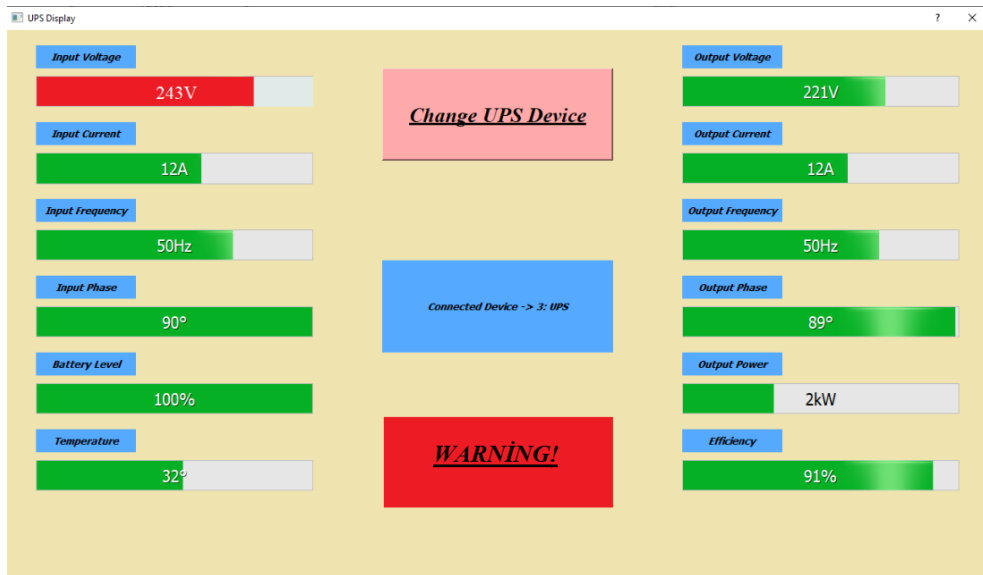 UPS Display
Input Voltage
243V
Input Current
12A
Input Frequency
50Hz
Input Phase
90°
Battery Level
100%
Temperature
32°
Change UPS Device
Connected Device -> 3: UPS
WARNİNG!
Output Voltage
221V
Output Current
12A
Output Frequency
50Hz
Output Phase
89°
Output Power
2kW
Efficiency
91%